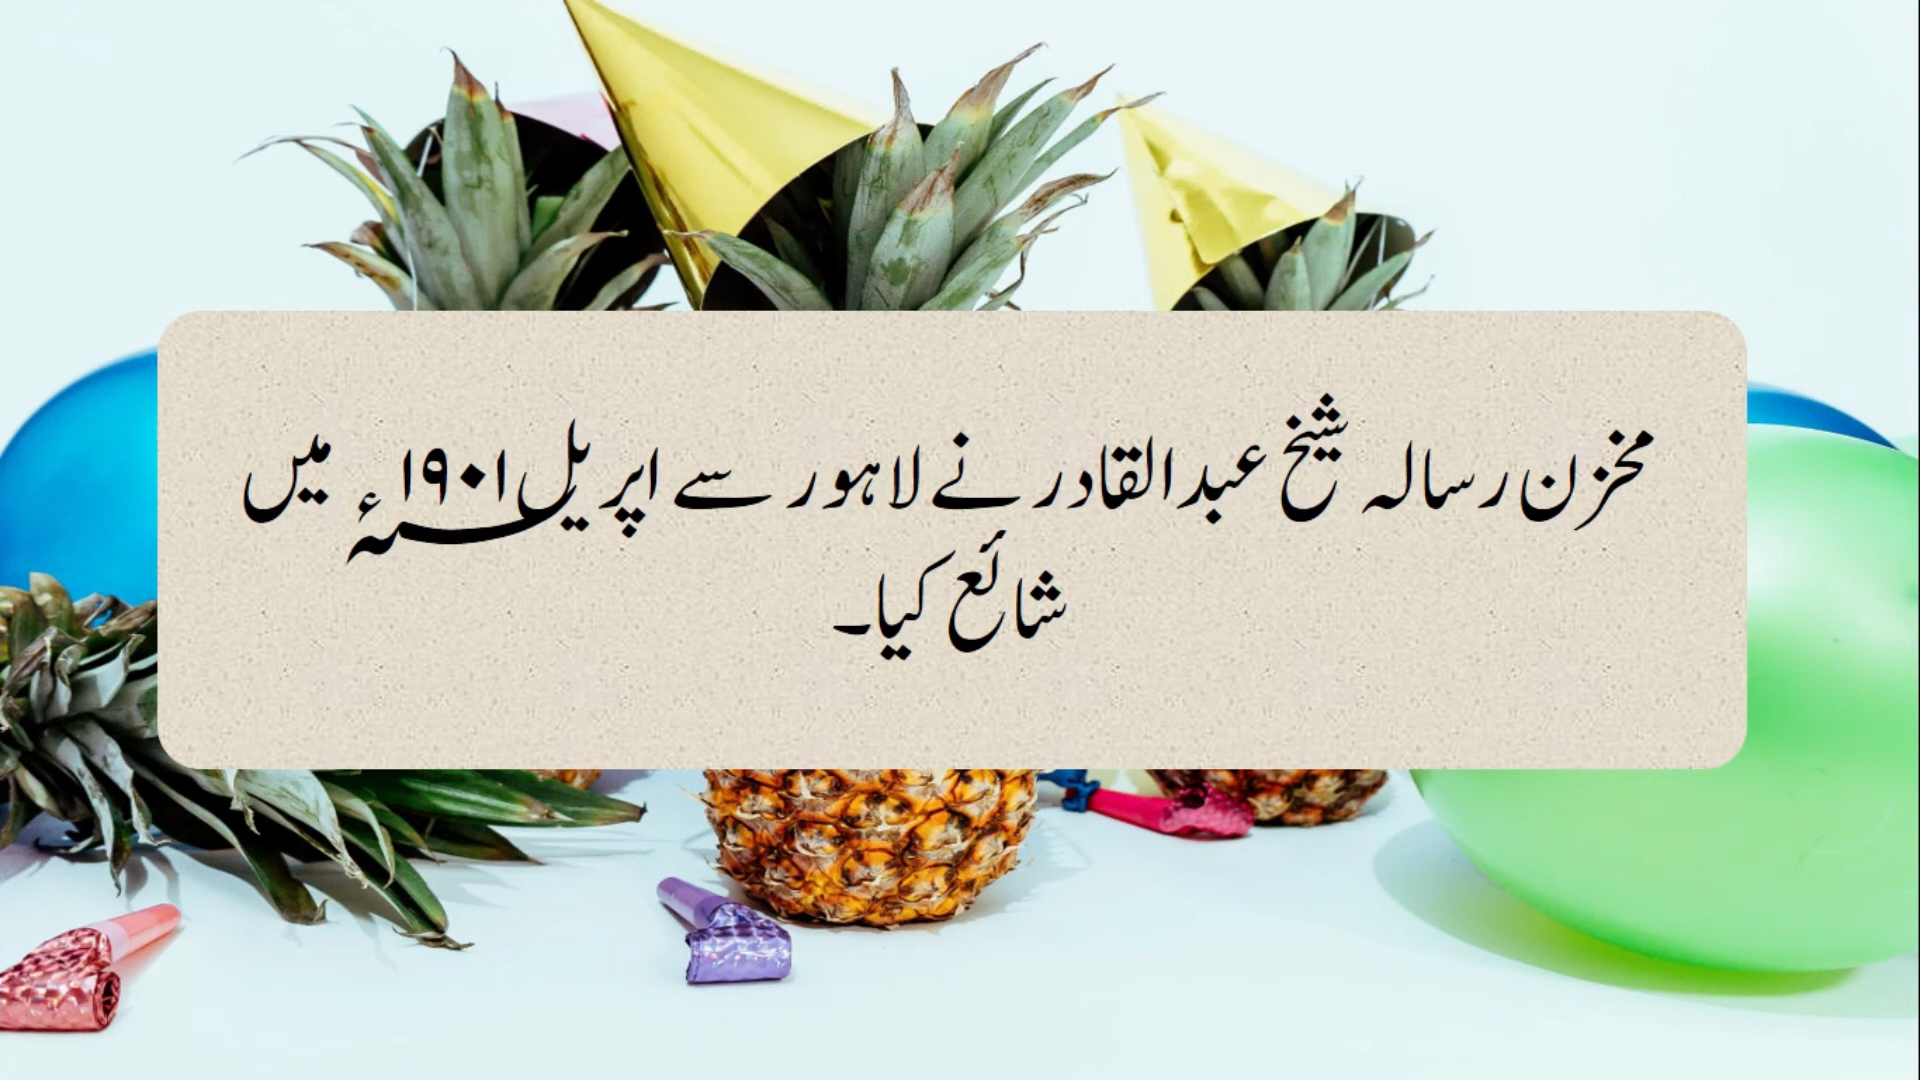 مخزن رسالہ شیخ عبدالقادر نے لاہور سے اپریل ؁۱۹۰۱ء میں
شائع کیا۔